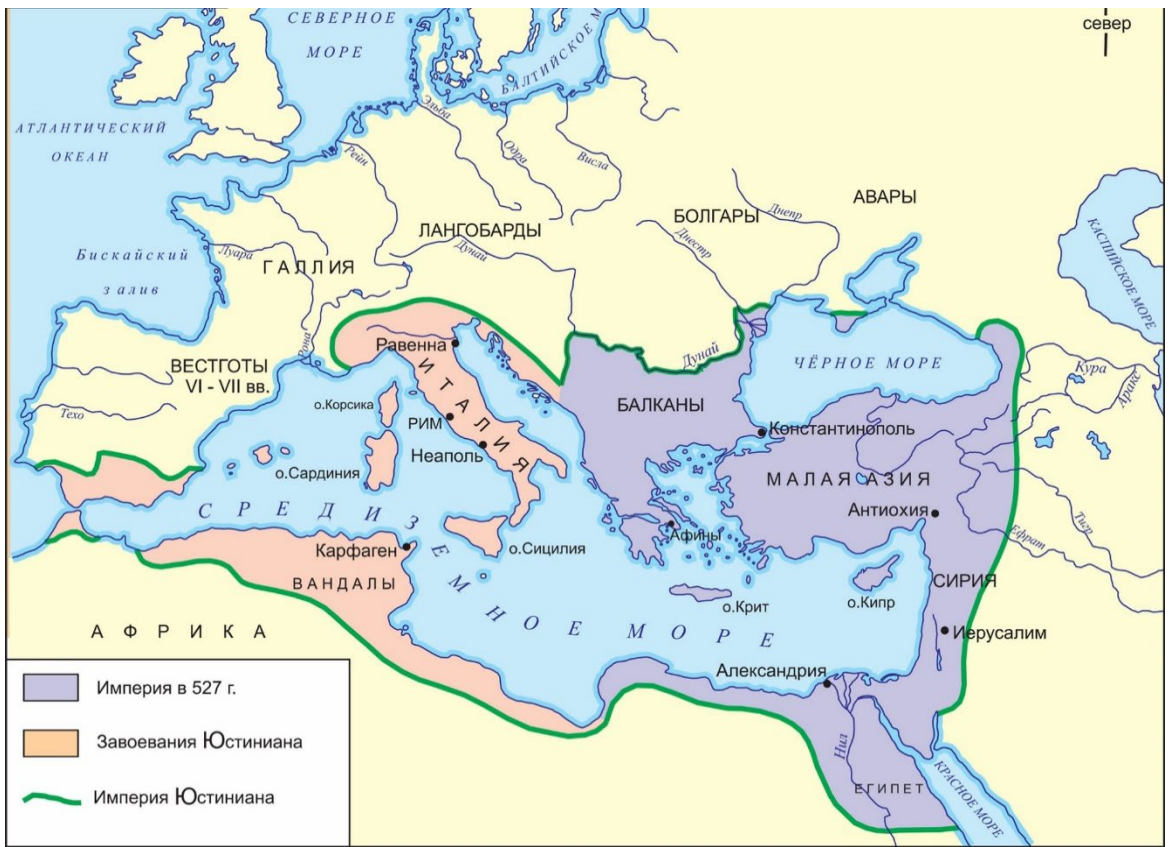 СЕВЕРНОЕ
МОРЕ
север
БАЛТИЙСКОЕ М
АТЛАНТИЧЕСКИЙ
ОКЕАН
Эльба
Одра
Висла
Рейн
АВАРЫ
БОЛГАРЫ
Днепр
ЛАНГОБАРДЫ
Днестр
Дунай
КАСПИЙСКОЕ МОРЕ
Бискайский
залив
Луара
ГАЛЛИЯ
Рона
Равенна
Дунай
ЧЁРНОЕ МОРЕ
Кура
Аракс
ВЕСТГОТЫ
VI - VII вв.
ИТАЛИЯ
БАЛКАНЫ
о.Корсика
Техо
РИМ
Константинополь
Неаполь
о.Сардиния
МАЛАЯ АЗИЯ
СРЕДИЗЕМНОЕ МОРЕ
Антиохия
Тигр
Евфрат
Афины
Карфаген
о.Сицилия
ВАНДАЛЫ
СИРИЯ
о.Крит
о.Кипр
АФРИКА
Иерусалим
Александрия
Нил
ЕГИПЕТ
КРАСНОЕ МОРЕ
Империя в 527 г.
Завоевания Юстиниана
Империя Юстиниана